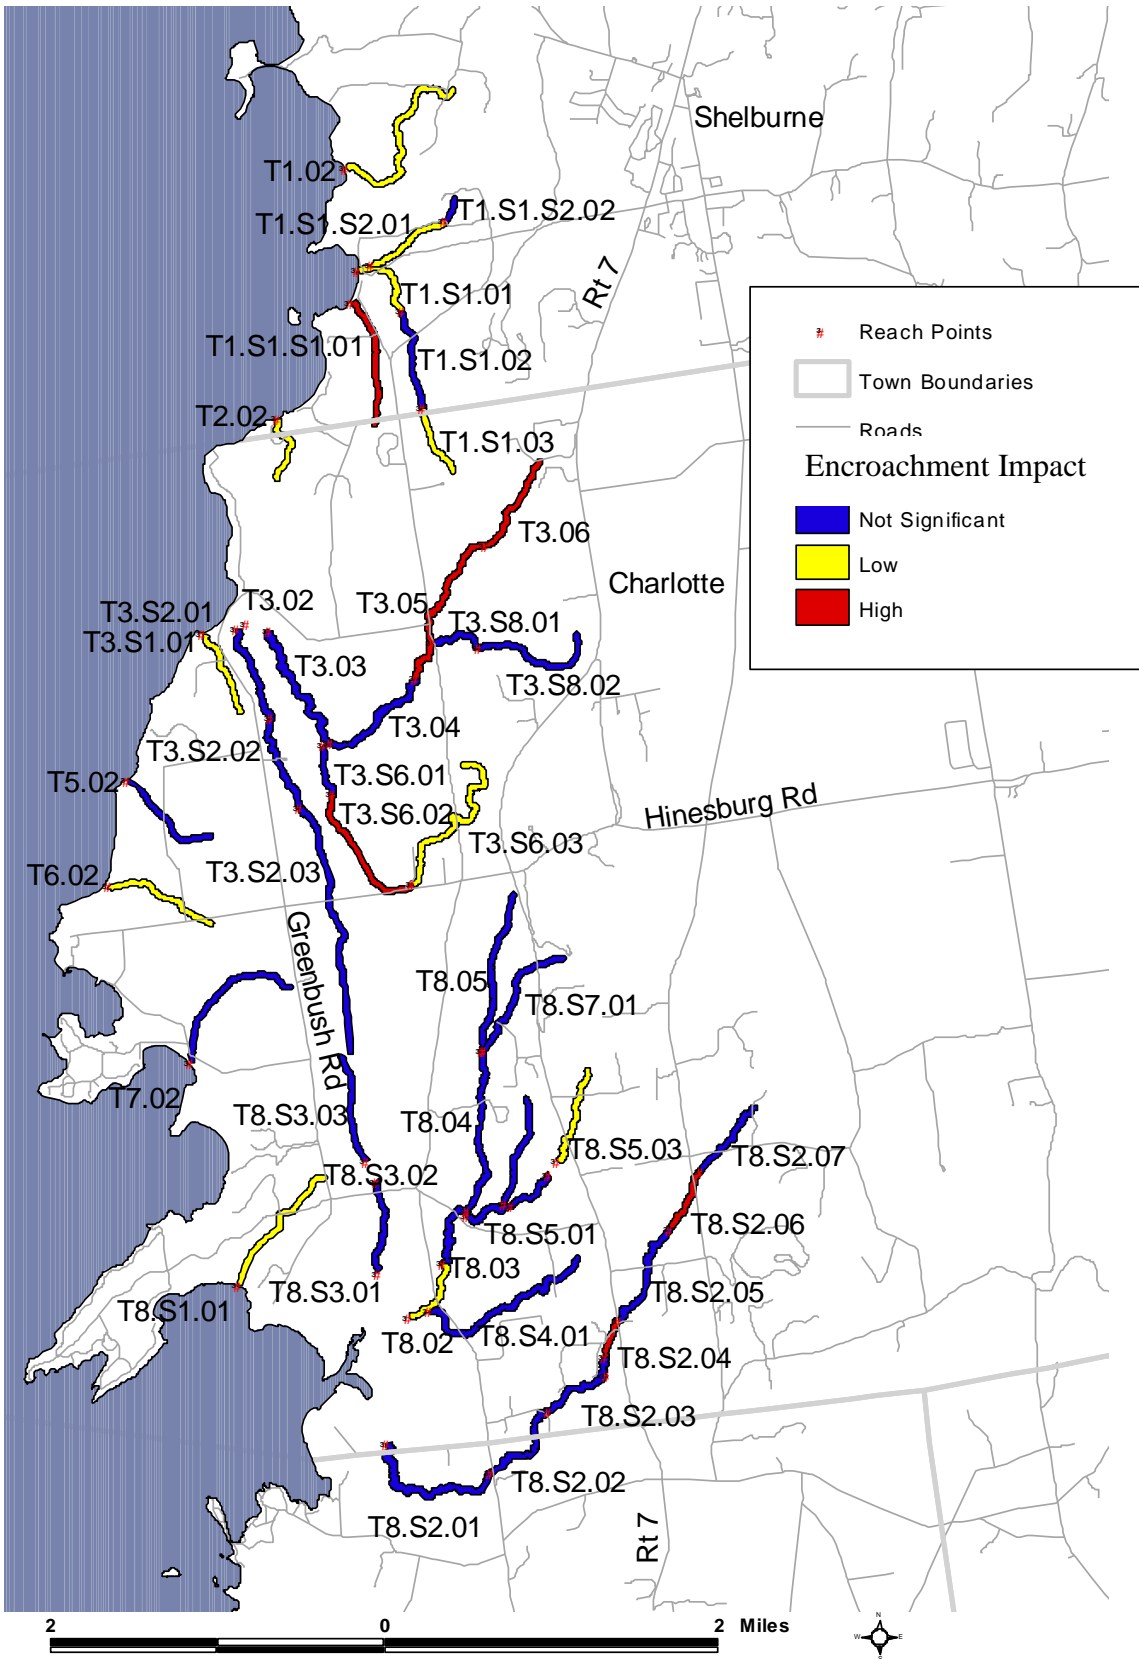 Shelburne
T1.02
T1.S1.S2.02
T1.S1.S2.01
Rt 7
T1.S1.01
T1.S1.S1.01
T1.S1.02
Reach Points
Town Boundaries
Roads
Encroachment Impact
Not Significant
Low
High
T2.02
T1.S1.03
T3.06
Charlotte
T3.02
T3.05
T3.S2.01
T3.S1.01
T3.S8.01
T3.03
T3.S8.02
T3.04
T3.S2.02
T5.02
T3.S6.01
T3.S6.02
Hinesburg Rd
T3.S6.03
T3.S2.03
T6.02
Greenbush Rd
T8.05
T8.S7.01
T7.02
T8.S3.03
T8.04
T8.S5.03
T8.S2.07
T8.S3.02
T8.S2.06
T8.S5.01
T8.03
T8.S3.01
T8.S2.05
T8.S1.01
T8.02
T8.S4.01
T8.S2.04
T8.S2.03
T8.S2.02
T8.S2.01
Rt 7
2 0 2 Miles
N
W E
S